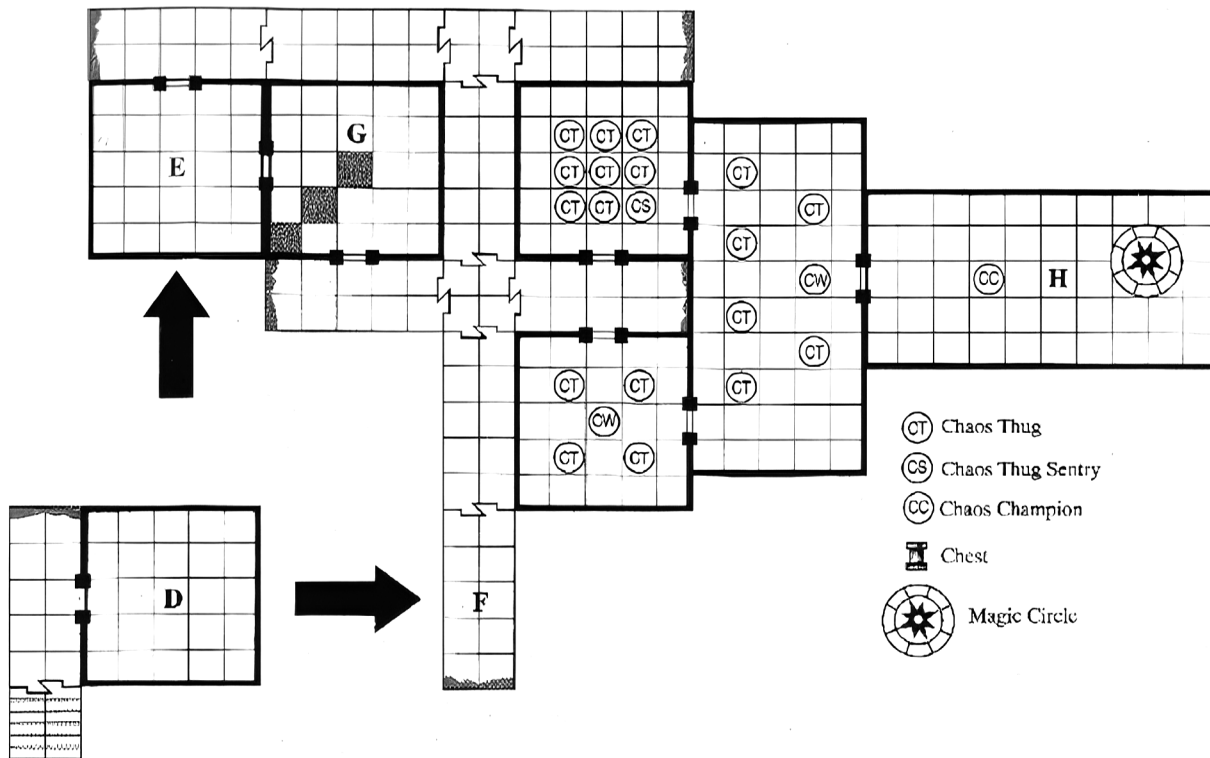 G
CT CT CT
E
CT CT CT
CT
CT CT CS
CT
CT
CW
CC
H
CT
CT
CT CT
CT
CW
CT Chaos Thug
CT CT
CS Chaos Thug Sentry
CC Chaos Champion
Chest
D
F
Magic Circle